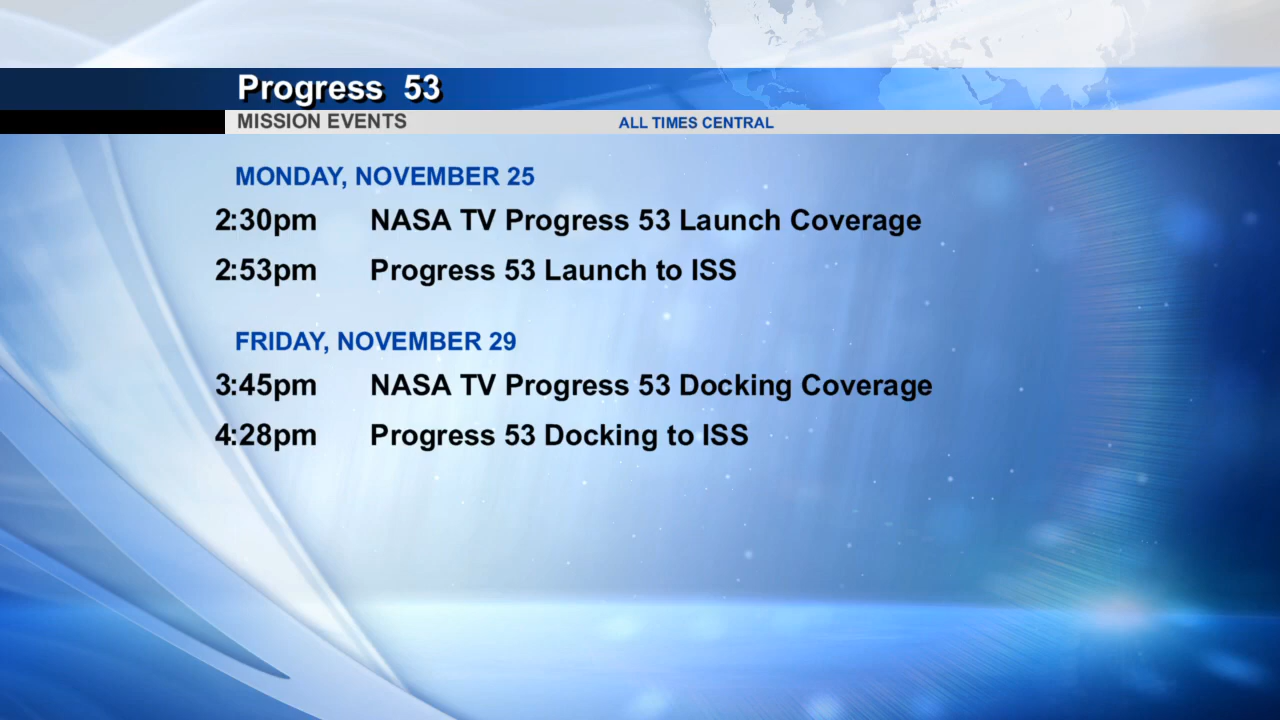 Progress 53
MISSION EVENTS ALL TIMES CENTRAL
MONDAY, NOVEMBER 25
2:30pm NASA TV Progress 53 Launch Coverage
2:53pm Progress 53 Launch to ISS
FRIDAY, NOVEMBER 29
3:45pm NASA TV Progress 53 Docking Coverage
4:28pm Progress 53 Docking to ISS